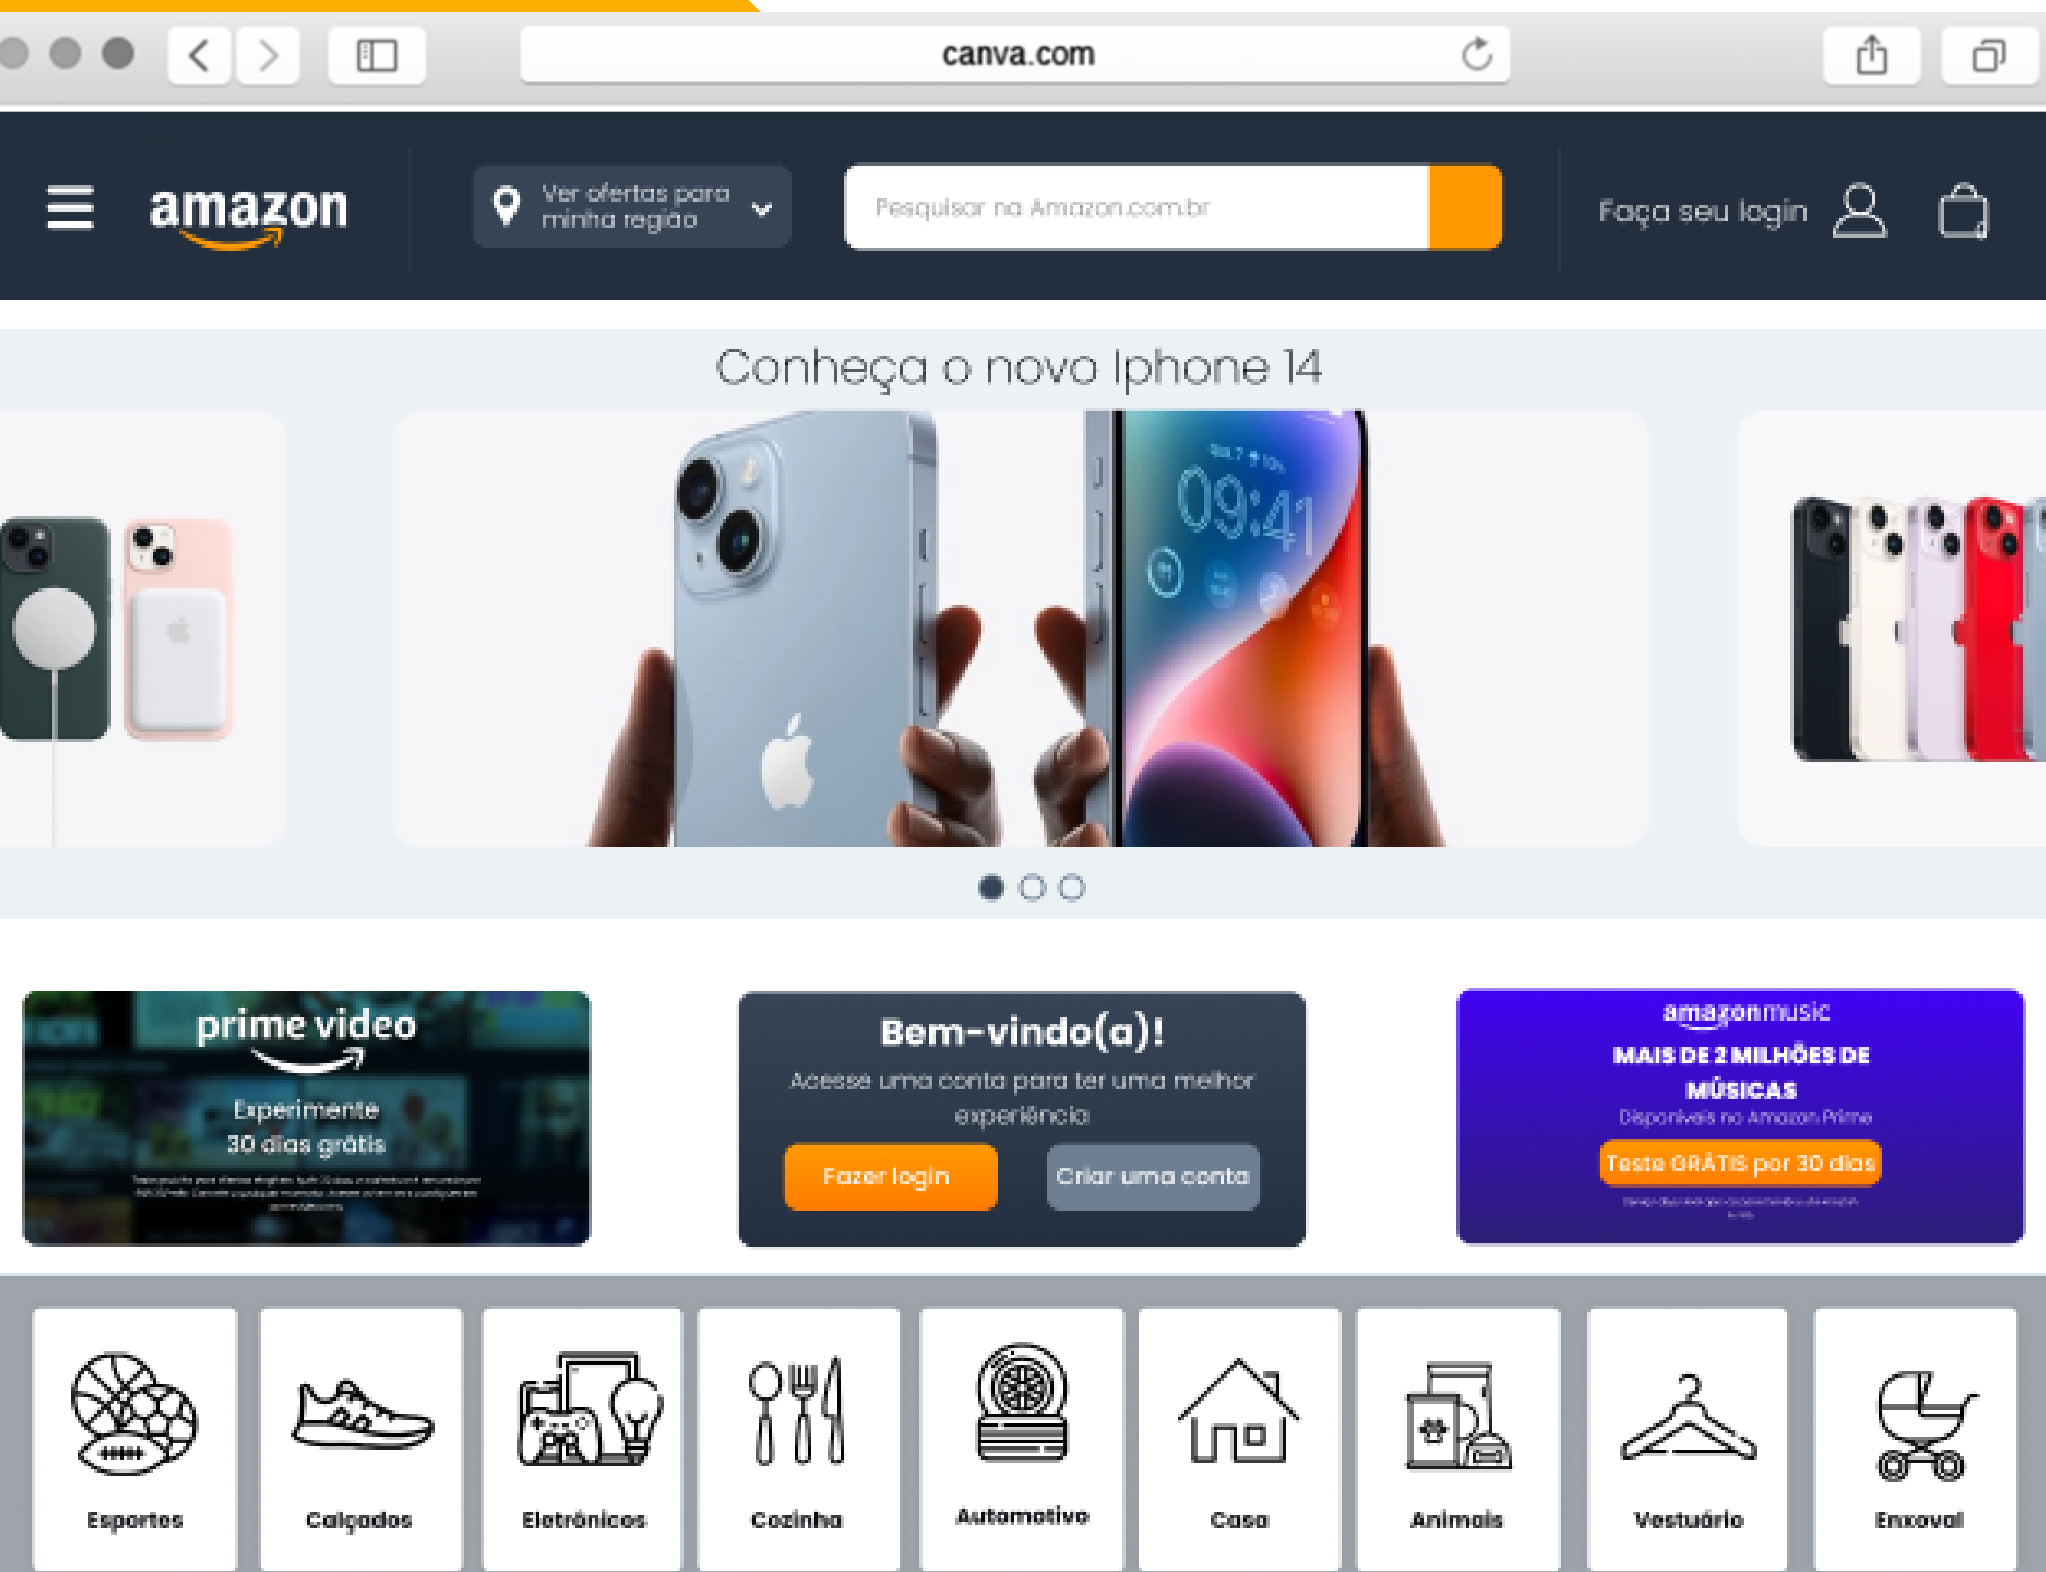 canva.com
amazon
Ver ofertas para
minha região
Pesquisar na Amazon.com.br
Faça seu login
Conheça o novo Iphone 14
09:41
prime video
Experimente
30 dias grátis
Bem-vindo(a)!
Acesse uma conta para ter uma melhor
experiência
Fazer login
Criar uma conta
amazonmusic
MAIS DE 2 MILHÕES DE
MÚSICAS
Disponíveis no Amazon Prime
Teste GRÁTIS por 30 dias
Esportes
Calçados
Eletrônicos
Cozinha
Automotivo
Casa
Animais
Vestuário
Enxoval